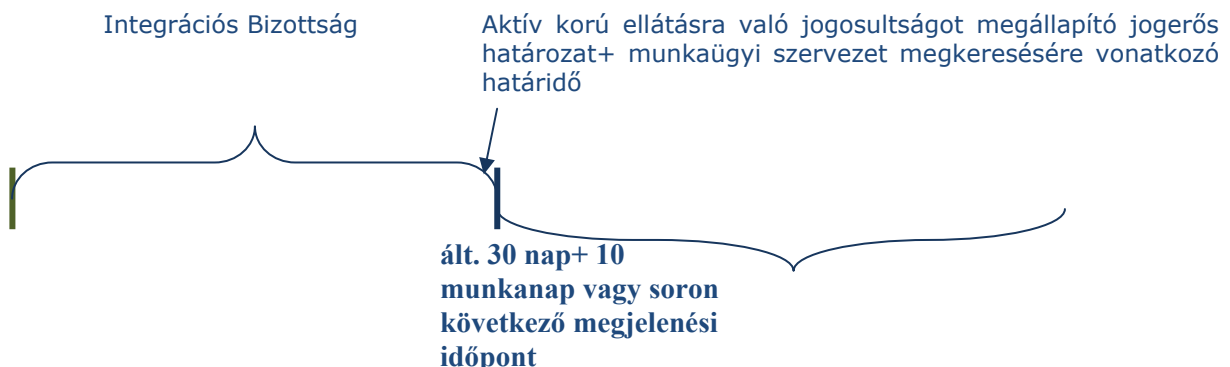 Integrációs Bizottság
Aktív korú ellátásra való jogosultságot megállapító jogerős
határozat+ munkaügyi szervezet megkeresésére vonatkozó
határidő
ált. 30 nap+ 10
munkanap vagy soron
következő megjelenési
időpont